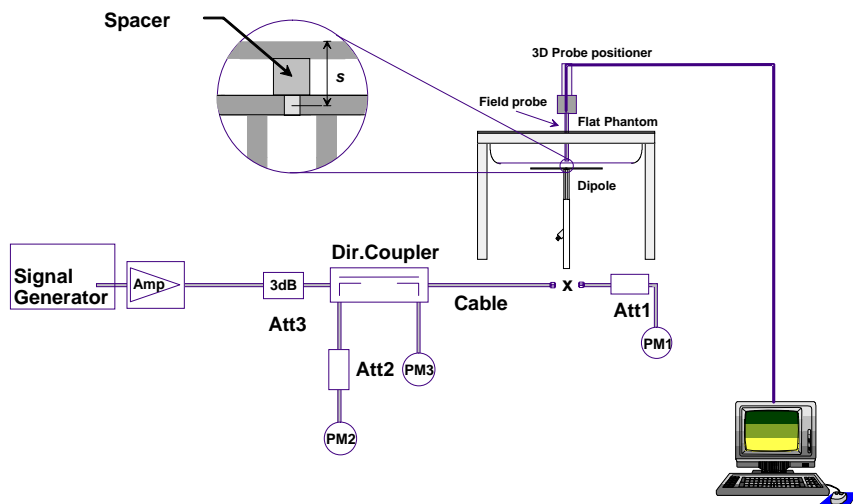 Spacer
s
3D Probe positioner
Field probe
Flat Phantom
Dipole
Signal
Generator
Amp
3dB
Att3
Dir.Coupler
Cable
x
Att1
PM1
Att2
PM3
PM2